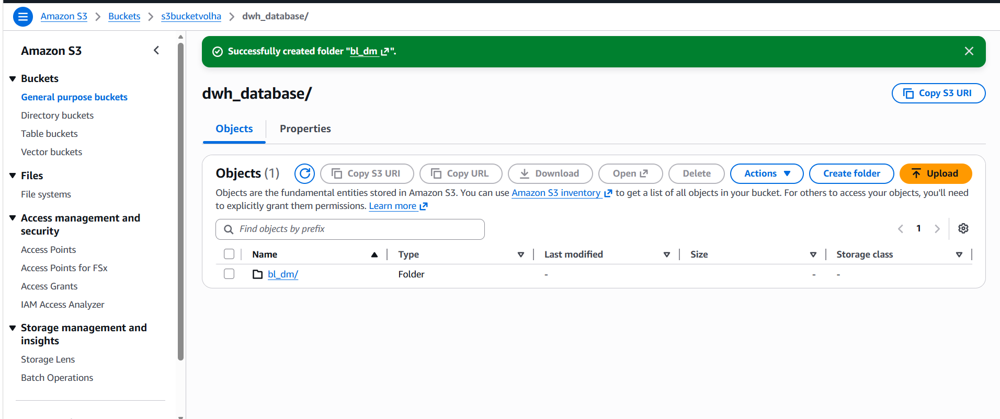 Amazon S3 > Buckets > s3bucketvolha > dwh_database/
Amazon S3
Buckets
General purpose buckets
Directory buckets
Table buckets
Vector buckets
Files
File systems
Access management and
security
Access Points
Access Points for FSx
Access Grants
IAM Access Analyzer
Storage management and
insights
Storage Lens
Batch Operations
Successfully created folder "bl_dm".
dwh_database/
Copy S3 URI
Objects Properties
Objects (1) Copy S3 URI Copy URL Download Open Delete Actions Create folder Upload
Objects are the fundamental entities stored in Amazon S3. You can use Amazon S3 inventory to get a list of all objects in your bucket. For others to access your objects, you'll need
to explicitly grant them permissions. Learn more
Find objects by prefix
1
Name Type Last modified Size Storage class
bl_dm/ Folder - - -